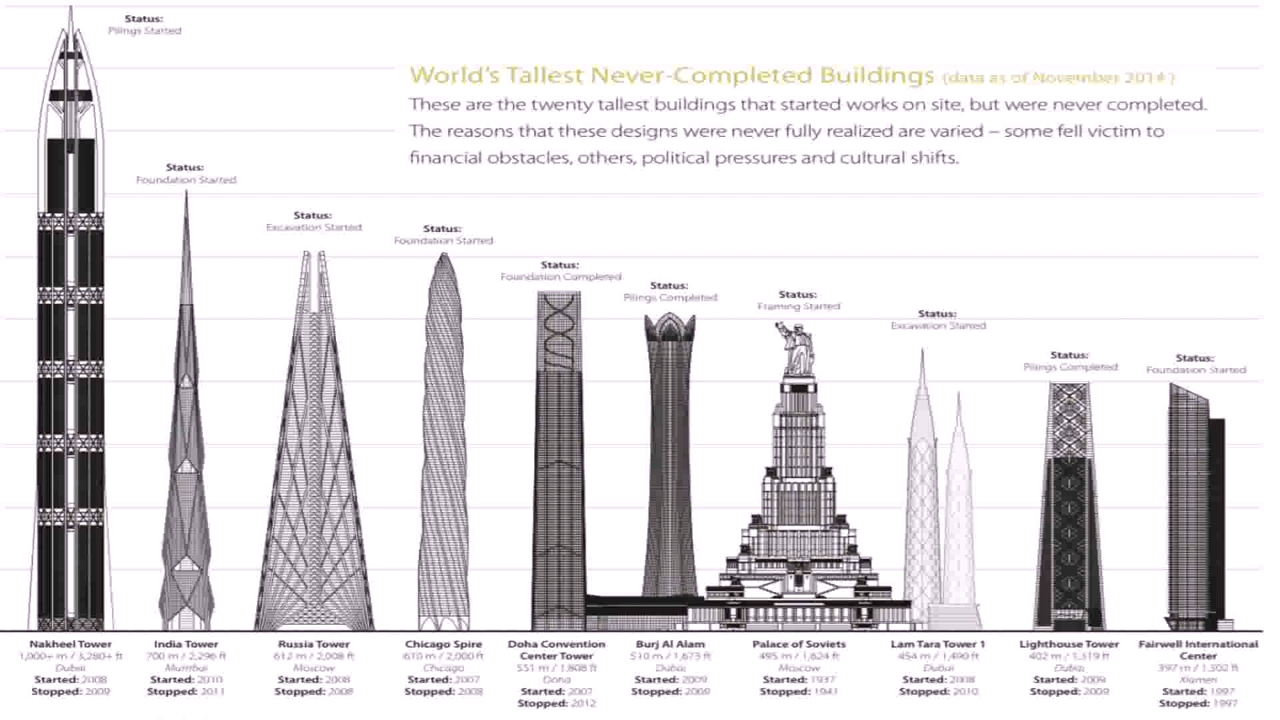 Status:
Pilings Started
World's Tallest Never-Completed Buildings (data as of November 2014)
These are the twenty tallest buildings that started works on site, but were never completed.
The reasons that these designs were never fully realized are varied – some fell victim to
financial obstacles, others, political pressures and cultural shifts.
Status:
Foundation Started
Status:
Excavation Started
Status:
Foundation Started
Status:
Foundation Completed
Status:
Pilings Completed
Status:
Framing Started
Status:
Excavation Started
Status:
Pilings Completed
Status:
Foundation Started
Nakheel Tower
1,000+ m / 3,280+ ft
Dubai
Started: 2008
Stopped: 2009
India Tower
700 m / 2,296 ft
Mumbai
Started: 2010
Stopped: 2011
Russia Tower
612 m / 2,008 ft
Moscow
Started: 2008
Stopped: 2008
Chicago Spire
610 m / 2,000 ft
Chicago
Started: 2007
Stopped: 2008
Doha Convention
Center Tower
551 m / 1,808 ft
Doha
Started: 2007
Stopped: 2012
Burj Al Alam
510 m / 1,673 ft
Dubai
Started: 2009
Stopped: 2009
Palace of Soviets
495 m / 1,624 ft
Moscow
Started: 1937
Stopped: 1941
Lam Tara Tower 1
454 m / 1,490 ft
Dubai
Started: 2008
Stopped: 2010
Lighthouse Tower
402 m / 1,319 ft
Dubai
Started: 2009
Stopped: 2009
Fairwell International
Center
397 m / 1,302 ft
Xiamen
Started: 1997
Stopped: 1997